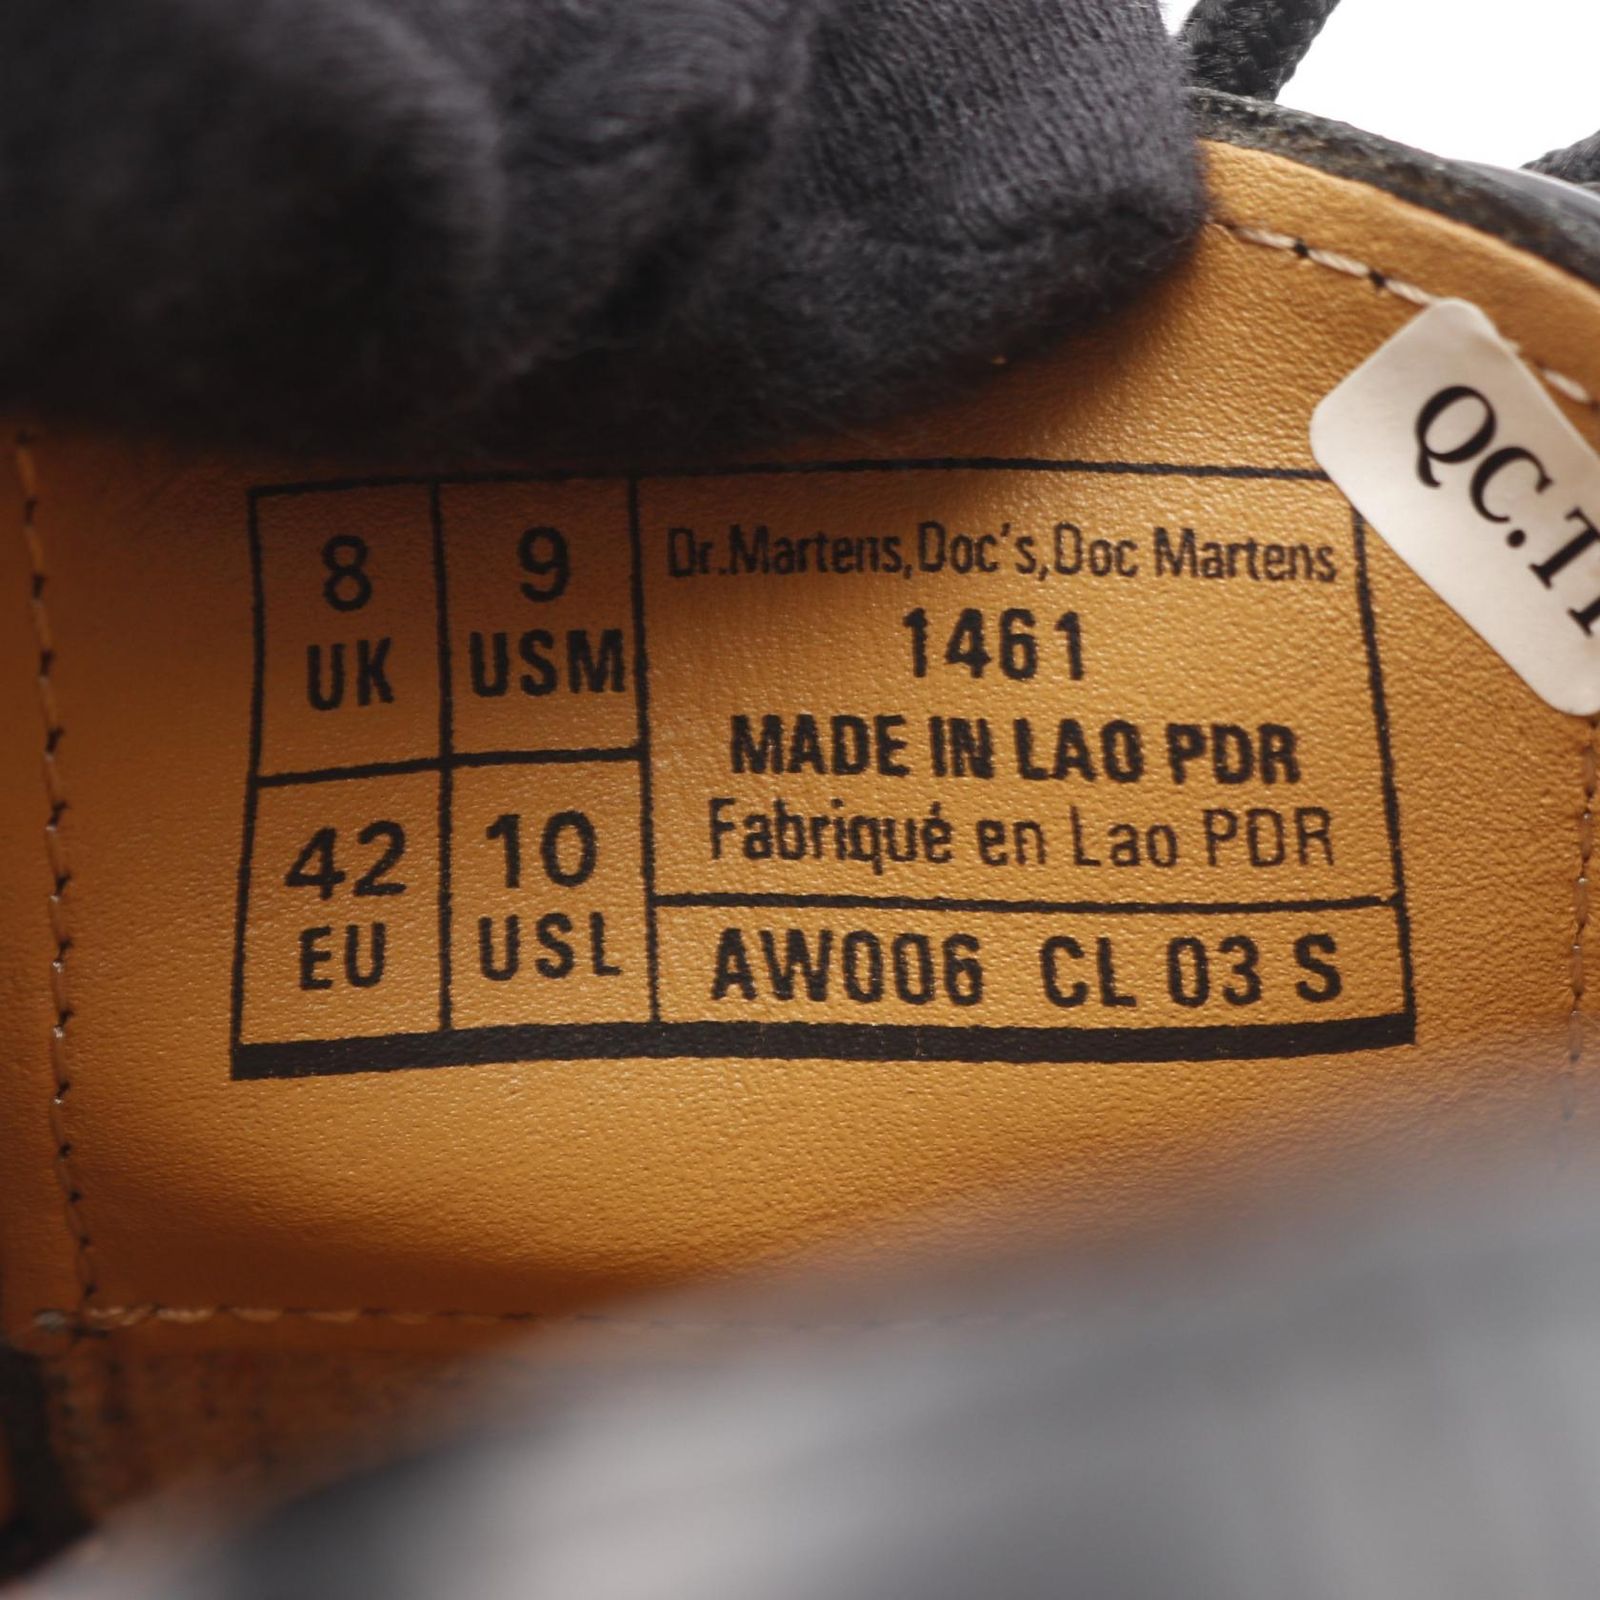 8
UK
9
USM
42
EU
10
USL
Dr.Martens,Doc's,Doc Martens
1461
MADE IN LAO PDR
Fabriqué en Lao PDR
AW006 CL 03 S